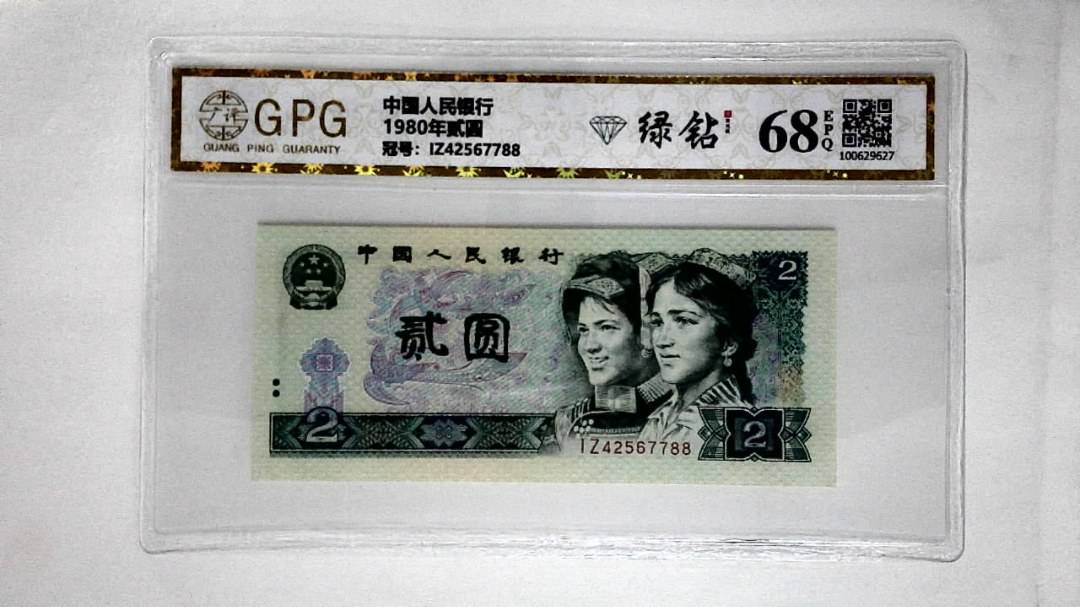 GPG
GUANG PING GUARANTY
中国人民银行
1980年贰圆
冠号：IZ42567788
绿钻
68 EPQ
100629627
中国人民银行
2
贰圆
2
IZ42567788
2